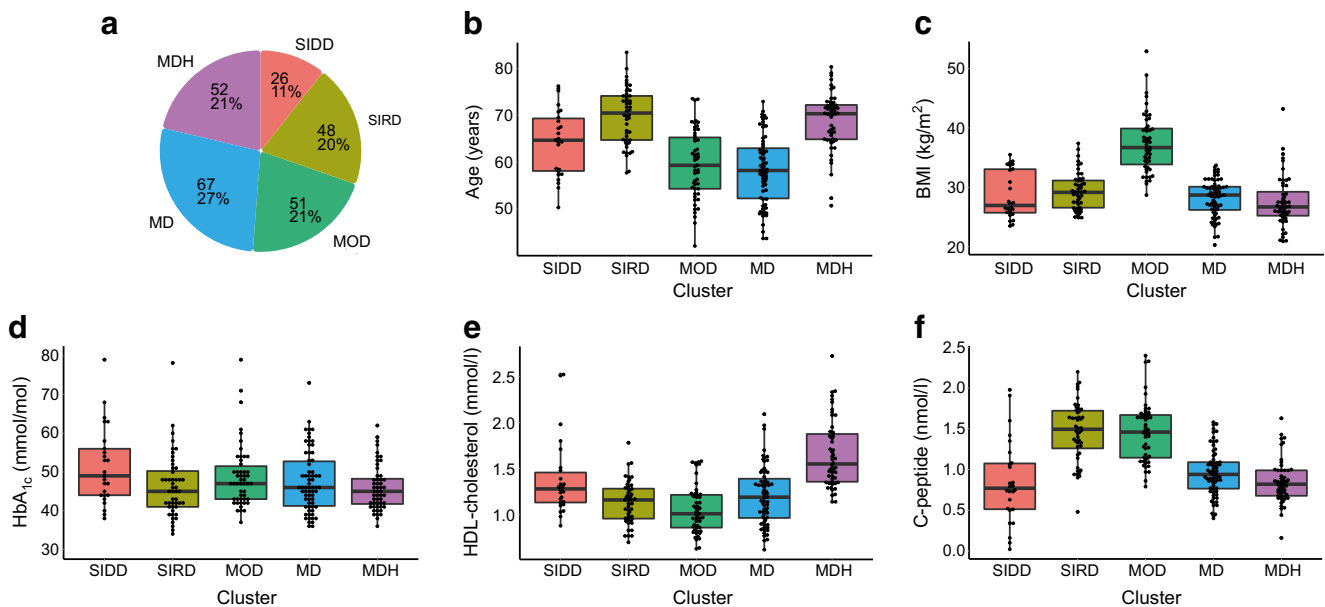 a
SIDD
26
11%
SIRD
48
20%
MOD
51
21%
MD
67
27%
MDH
52
21%
b
Age (years)
80
70
60
50
SIDD SIRD MOD MD MDH
Cluster
c
BMI (kg/m²)
50
40
30
20
SIDD SIRD MOD MD MDH
Cluster
d
HbA₁c (mmol/mol)
80
70
60
50
40
30
SIDD SIRD MOD MD MDH
Cluster
e
HDL-cholesterol (mmol/l)
2.5
2.0
1.5
1.0
SIDD SIRD MOD MD MDH
Cluster
f
C-peptide (nmol/l)
2.5
2.0
1.5
1.0
0.5
0.0
SIDD SIRD MOD MD MDH
Cluster